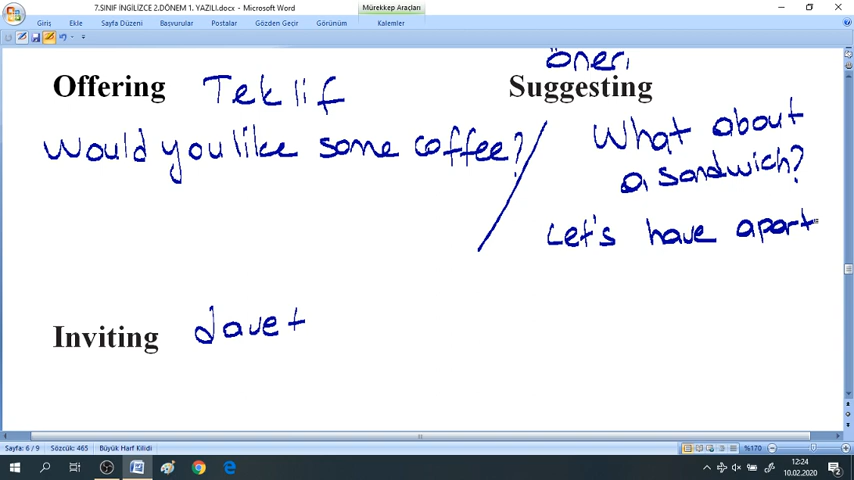 7.SINIF İNGİLİZCE 2.DÖNEM 1. YAZILI.docx - Microsoft Word
Mürekkep Araçları
Giriş Ekle Sayfa Düzeni Başvurular Postalar Gözden Geçir Görünüm Kalemler
öneri
Offering Teklif
Suggesting
Would you like some coffee?
What about
a sandwich?
Let's have apart
Inviting davet
Sayfa: 6 / 9 Sözcük: 465 Büyük Harf Kilidi %170
12:24
10.02.2020
2